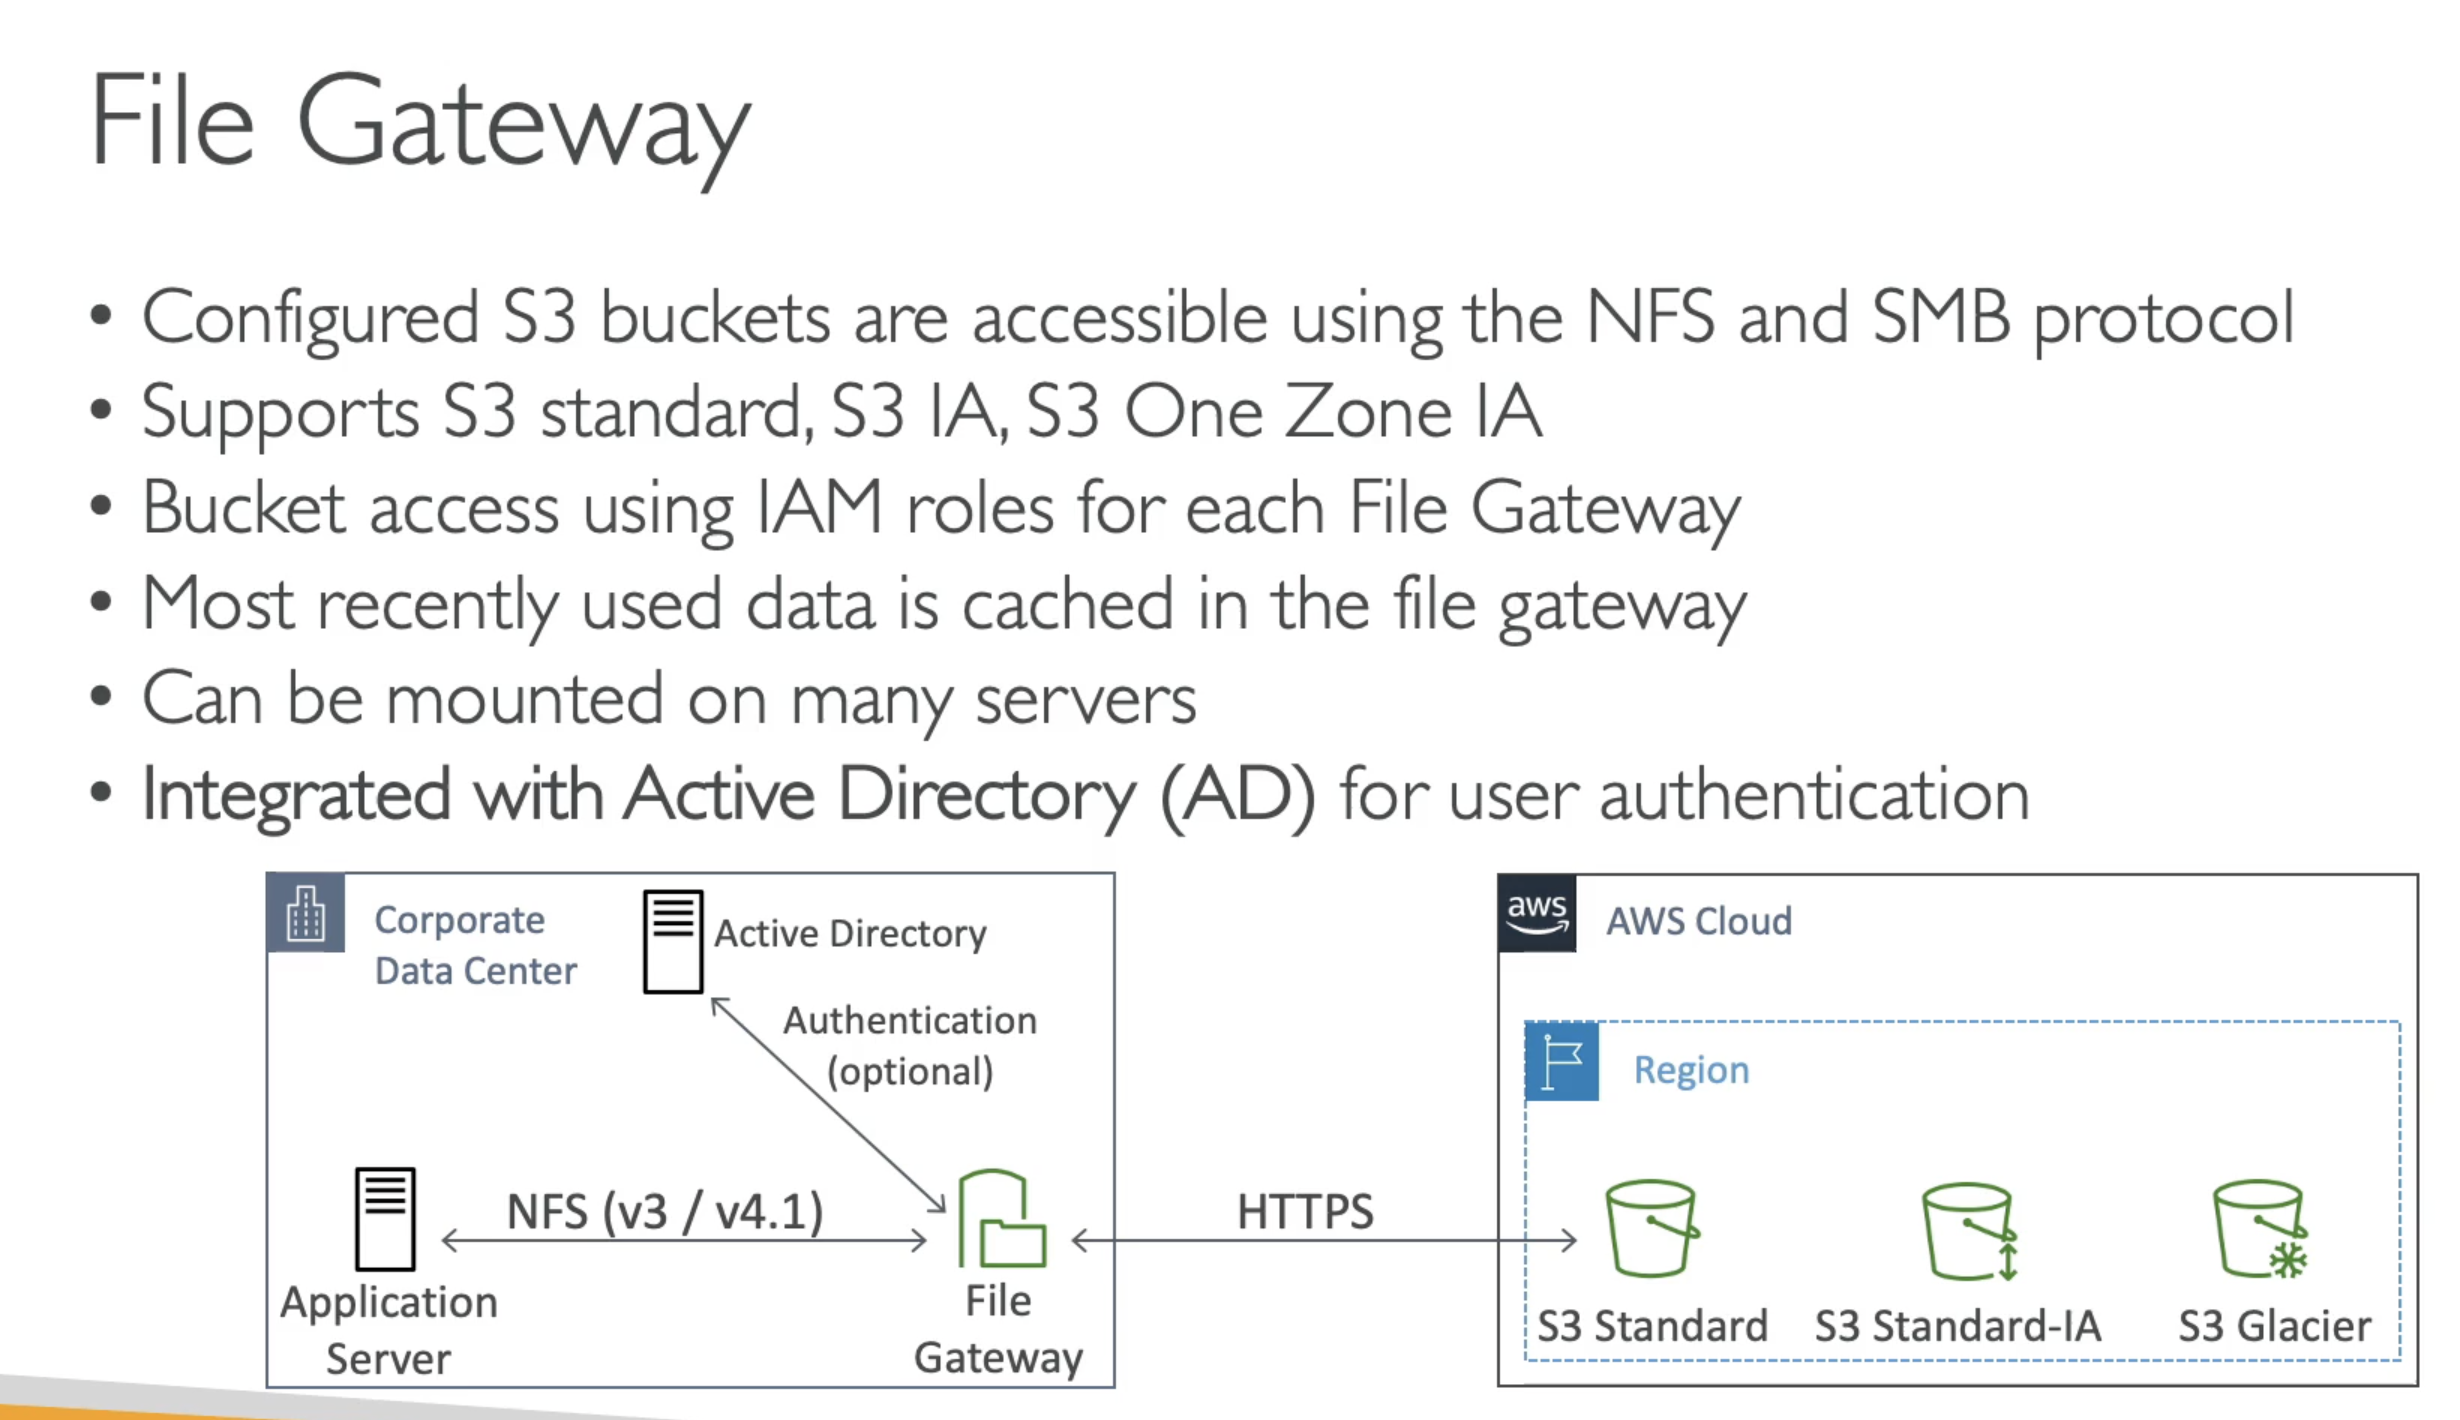 File Gateway
• Configured S3 buckets are accessible using the NFS and SMB protocol
• Supports S3 standard, S3 IA, S3 One Zone IA
• Bucket access using IAM roles for each File Gateway
• Most recently used data is cached in the file gateway
• Can be mounted on many servers
• Integrated with Active Directory (AD) for user authentication
Corporate
Data Center
Active Directory
Authentication
(optional)
NFS (v3 / v4.1)
Application
Server
File
Gateway
HTTPS
aws
AWS Cloud
Region
S3 Standard
S3 Standard-IA
S3 Glacier